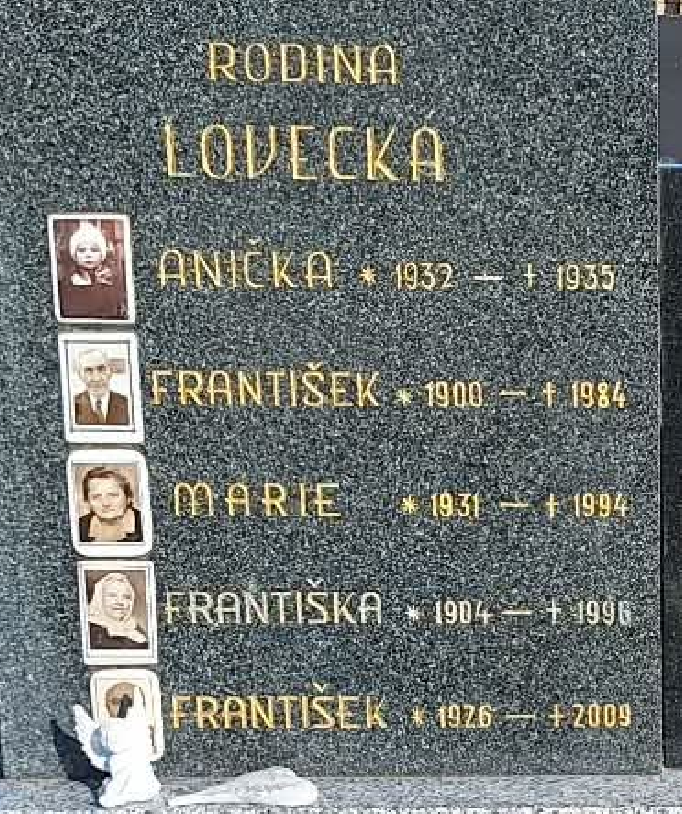 RODINA
LOVECKÁ
ANIČKA * 1932 — † 1935
FRANTIŠEK * 1900 — † 1984
MARIE * 1931 — † 1994
FRANTIŠKA * 1904 — † 1996
FRANTIŠEK * 1926 — † 2009